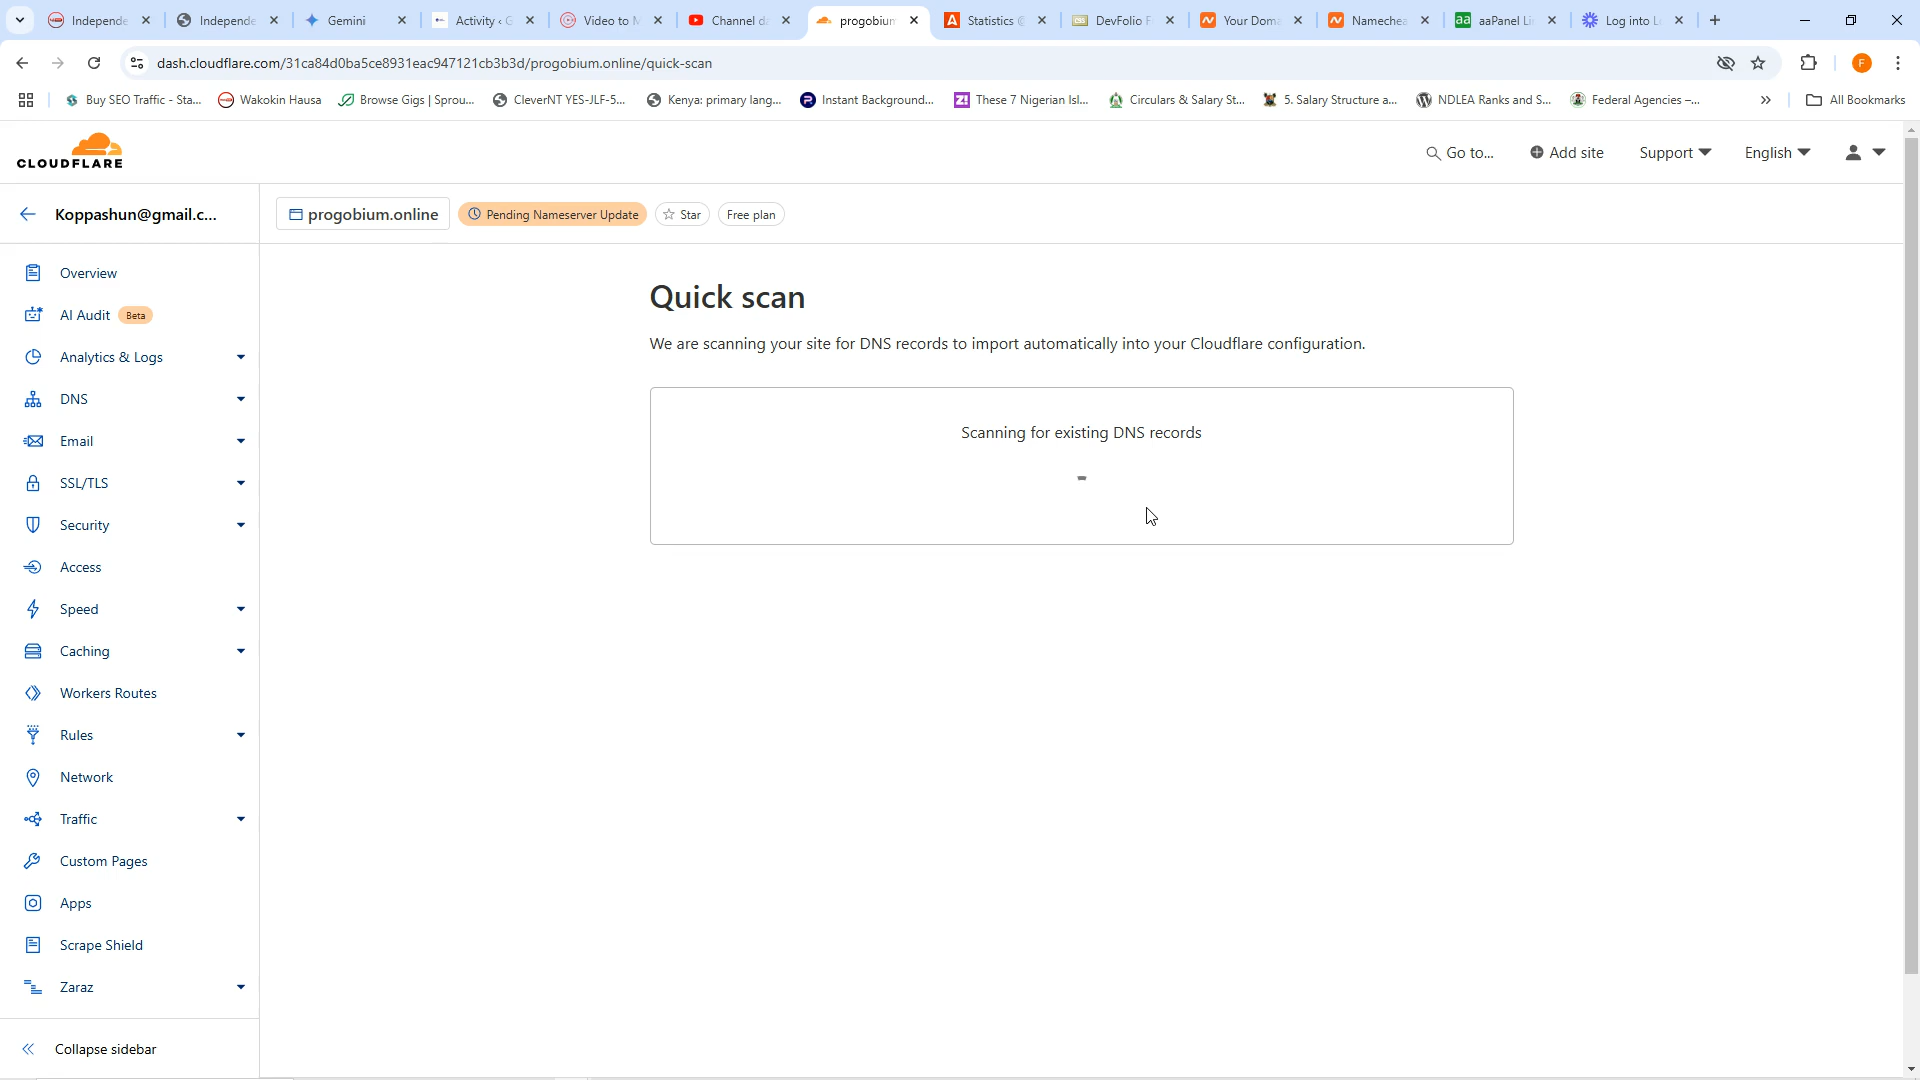 Independe
Independe
Gemini
Activity ‹ G
Video to M
Channel da
progobium
Statistics
DevFolio F
Your Doma
Namechea
aaPanel Li
Log into L
dash.cloudflare.com/31ca84d0ba5ce8931eac947121cb3b3d/progobium.online/quick-scan
F
Buy SEO Traffic - Sta...
Wakokin Hausa
Browse Gigs | Sprou...
CleverNT YES-JLF-5...
Kenya: primary lang...
Instant Background...
These 7 Nigerian Isl...
Circulars & Salary St...
5. Salary Structure a...
NDLEA Ranks and S...
Federal Agencies –...
»
All Bookmarks
CLOUDFLARE
Go to...
Add site
Support
English
Koppashun@gmail.c...
progobium.online
Pending Nameserver Update
Star
Free plan
Overview
AI Audit Beta
Analytics & Logs
DNS
Email
SSL/TLS
Security
Access
Speed
Caching
Workers Routes
Rules
Network
Traffic
Custom Pages
Apps
Scrape Shield
Zaraz
Collapse sidebar
Quick scan
We are scanning your site for DNS records to import automatically into your Cloudflare configuration.
Scanning for existing DNS records